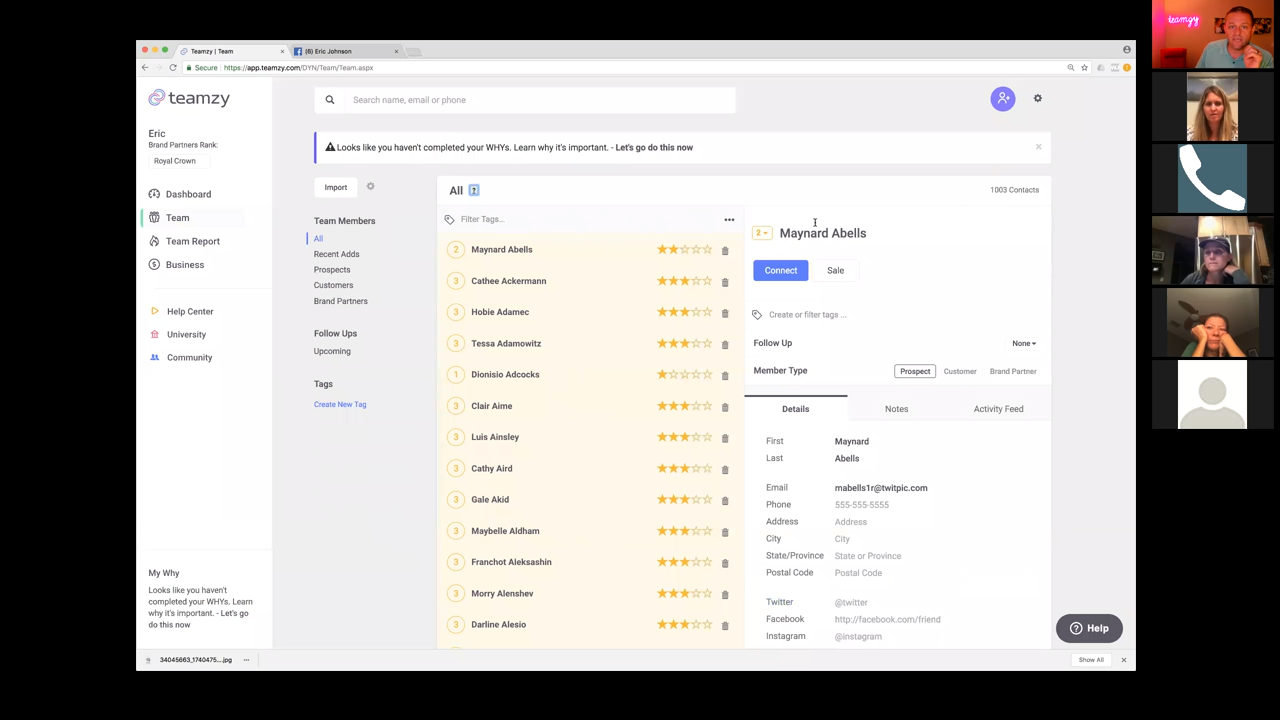 Teamzy | Team
(6) Eric Johnson
Secure
https://app.teamzy.com/DYN/Team/Team.aspx
teamzy
Search name, email or phone
Eric
Brand Partners Rank:
Royal Crown
Looks like you haven't completed your WHYs. Learn why it's important. - Let's go do this now
Dashboard
Team
Team Report
Business
Help Center
University
Community
My Why
Looks like you haven't
completed your WHYs. Learn
why it's important. - Let's go
do this now
Import
Team Members
All
Recent Adds
Prospects
Customers
Brand Partners
Follow Ups
Upcoming
Tags
Create New Tag
All ?
1003 Contacts
Filter Tags...
2 Maynard Abells
3 Cathee Ackermann
3 Hobie Adamec
3 Tessa Adamowitz
1 Dionisio Adcocks
3 Clair Aime
3 Luis Ainsley
3 Cathy Aird
3 Gale Akid
3 Maybelle Aldham
3 Franchot Aleksashin
3 Morry Alenshev
3 Darline Alesio
2 Maynard Abells
Connect
Sale
Create or filter tags ...
Follow Up None
Member Type Prospect Customer Brand Partner
Details Notes Activity Feed
First Maynard
Last Abells
Email mabells1r@twitpic.com
Phone 555-555-5555
Address Address
City City
State/Province State or Province
Postal Code Postal Code
Twitter @twitter
Facebook http://facebook.com/friend
Instagram @instagram
Help
34045663_1740475....jpg
Show All
teamzy